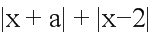 |x + a| + |x−2|